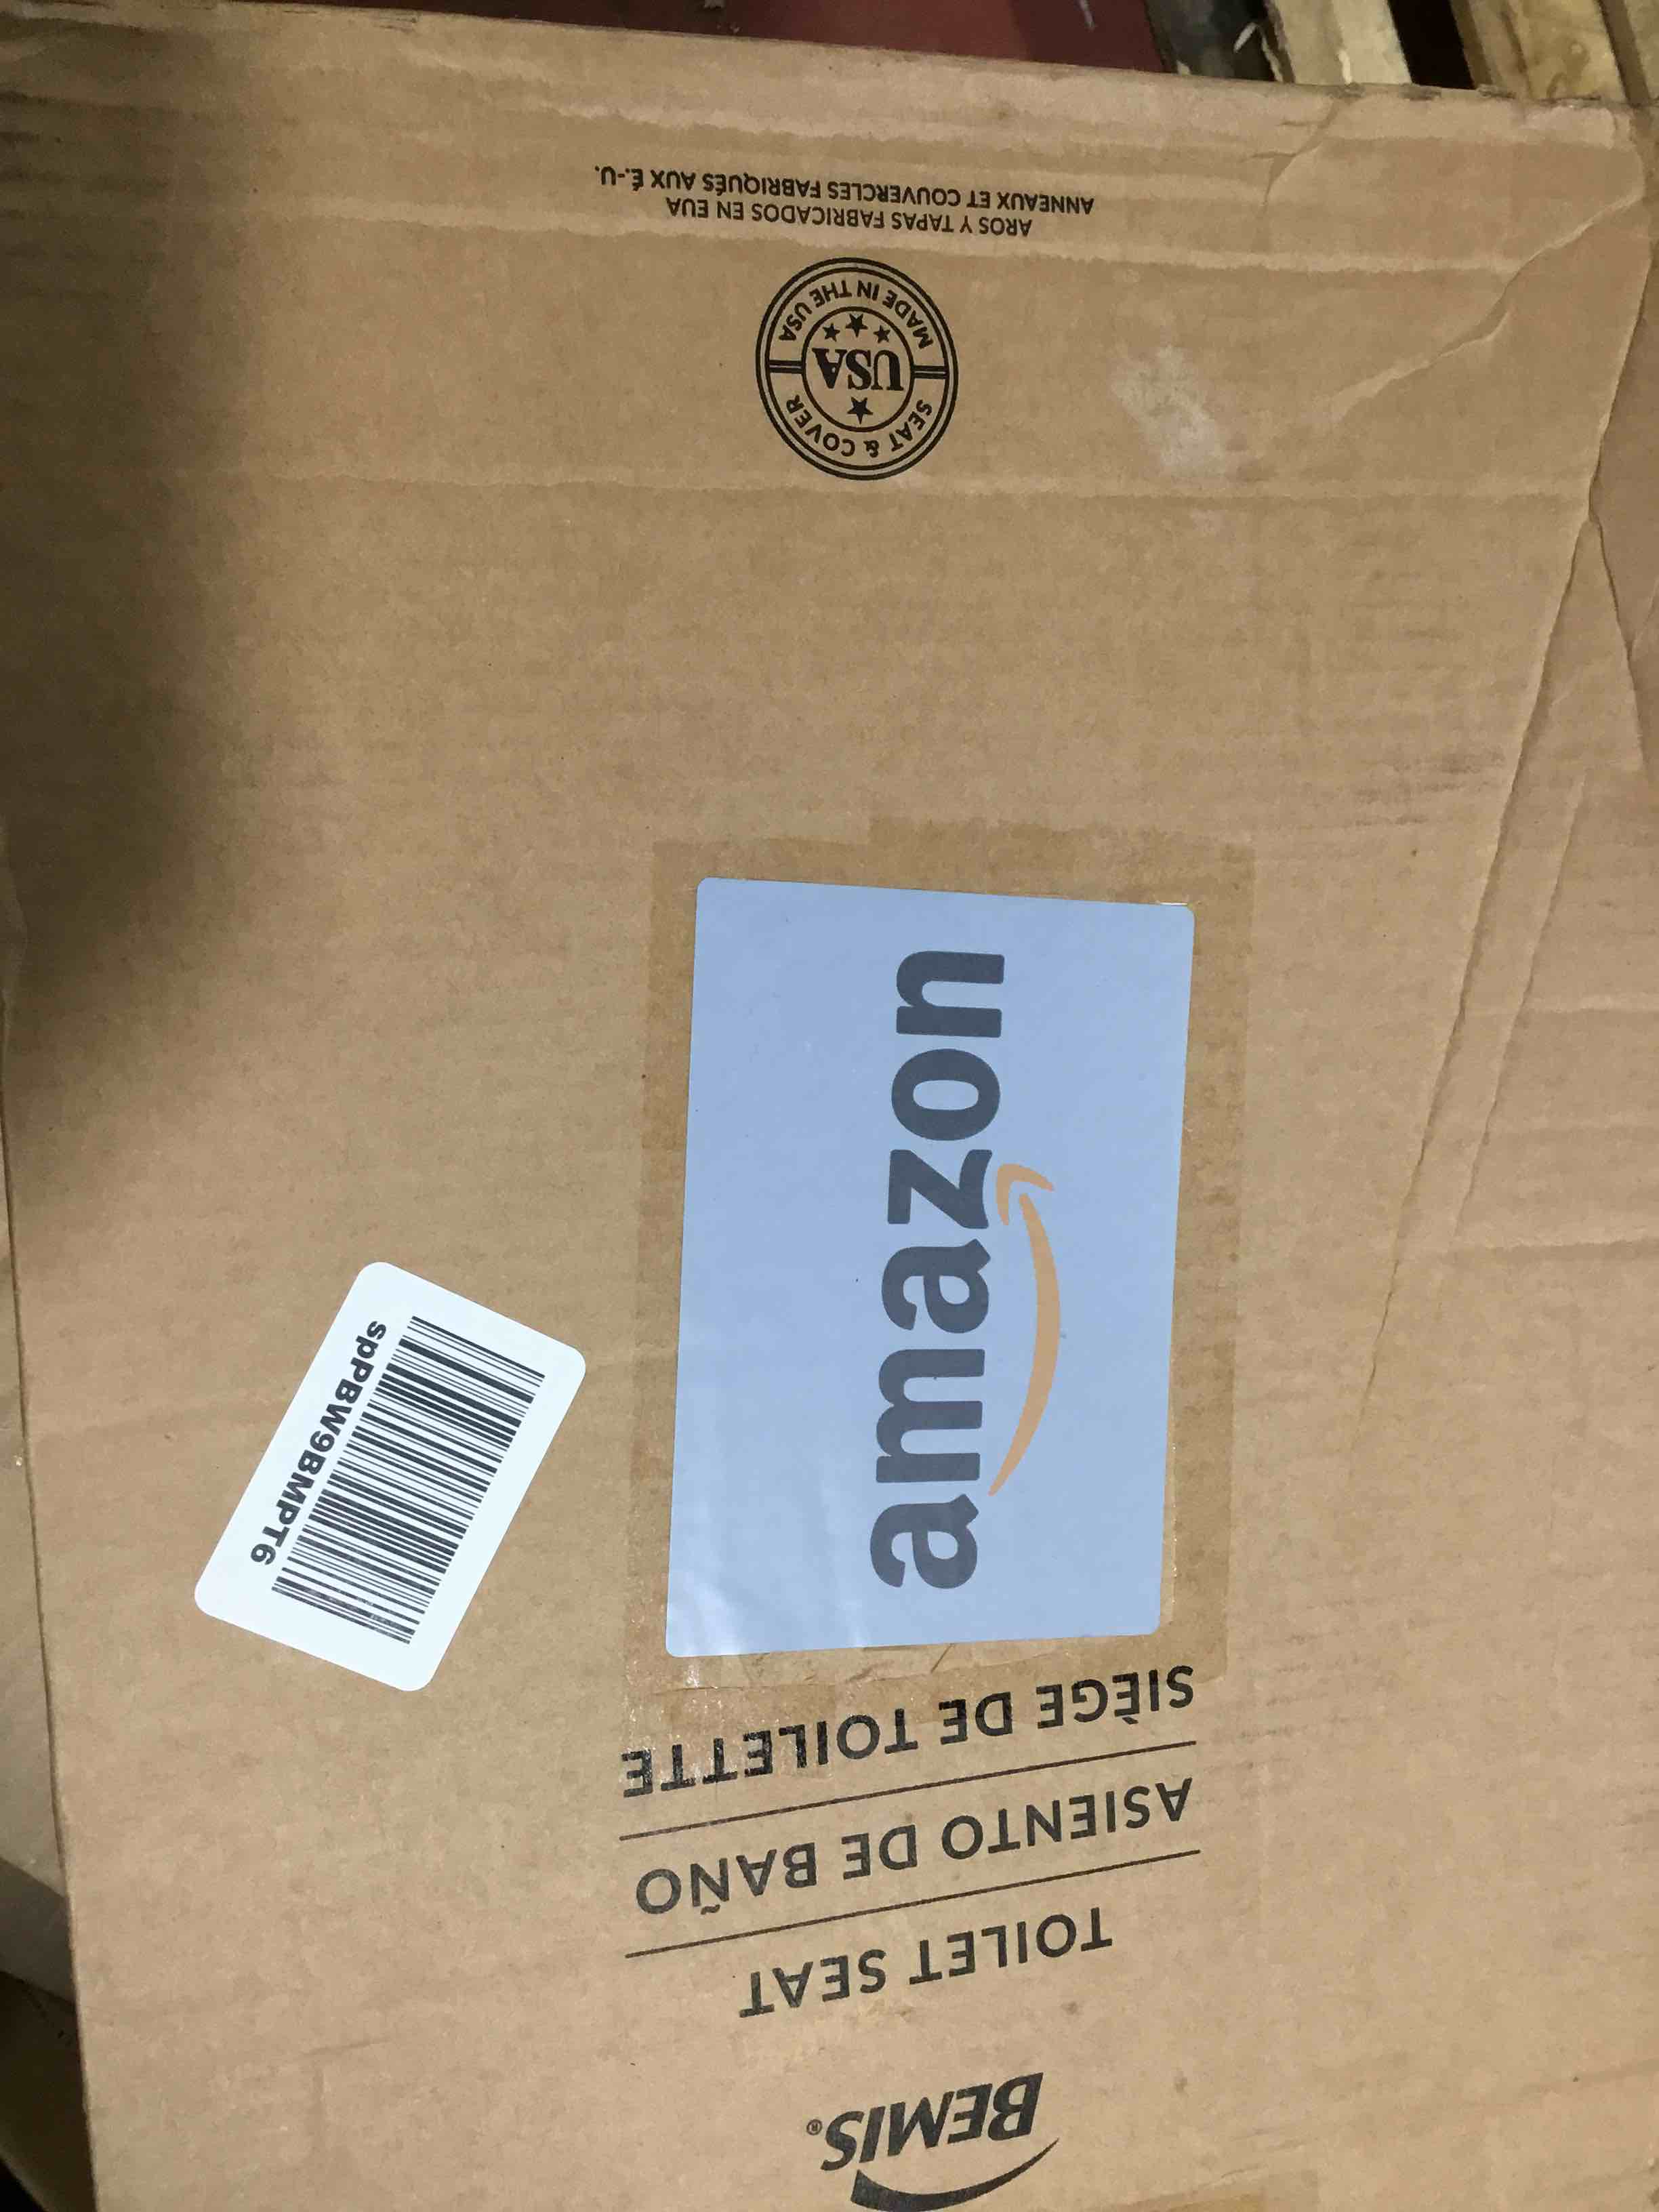 BEMIS®
TOILET SEAT
ASIENTO DE BAÑO
SIÈGE DE TOILETTE
amazon
spPBW9BMPT6
SEAT & COVER
USA
MADE IN THE USA
AROS Y TAPAS FABRICADOS EN EUA
ANNEAUX ET COUVERCLES FABRIQUÉS AUX É.-U.